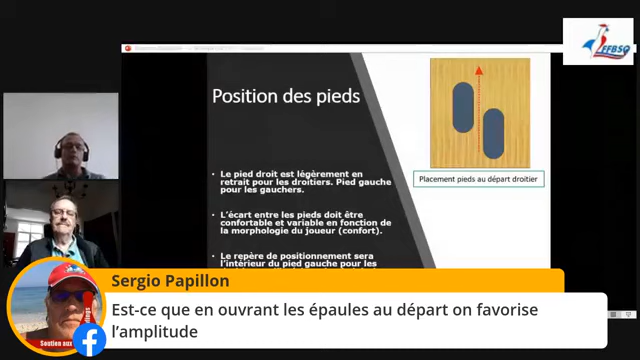 FFBSQ
Position des pieds
• Le pied droit est légèrement en
retrait pour les droitiers. Pied gauche
pour les gauchers.
• L'écart entre les pieds doit être
confortable et variable en fonction de
la morphologie du joueur (confort).
• Le repère de positionnement sera
l'intérieur du pied gauche pour les
Placement pieds au départ droitier
Sergio Papillon
Est-ce que en ouvrant les épaules au départ on favorise
l'amplitude
Soutien aux